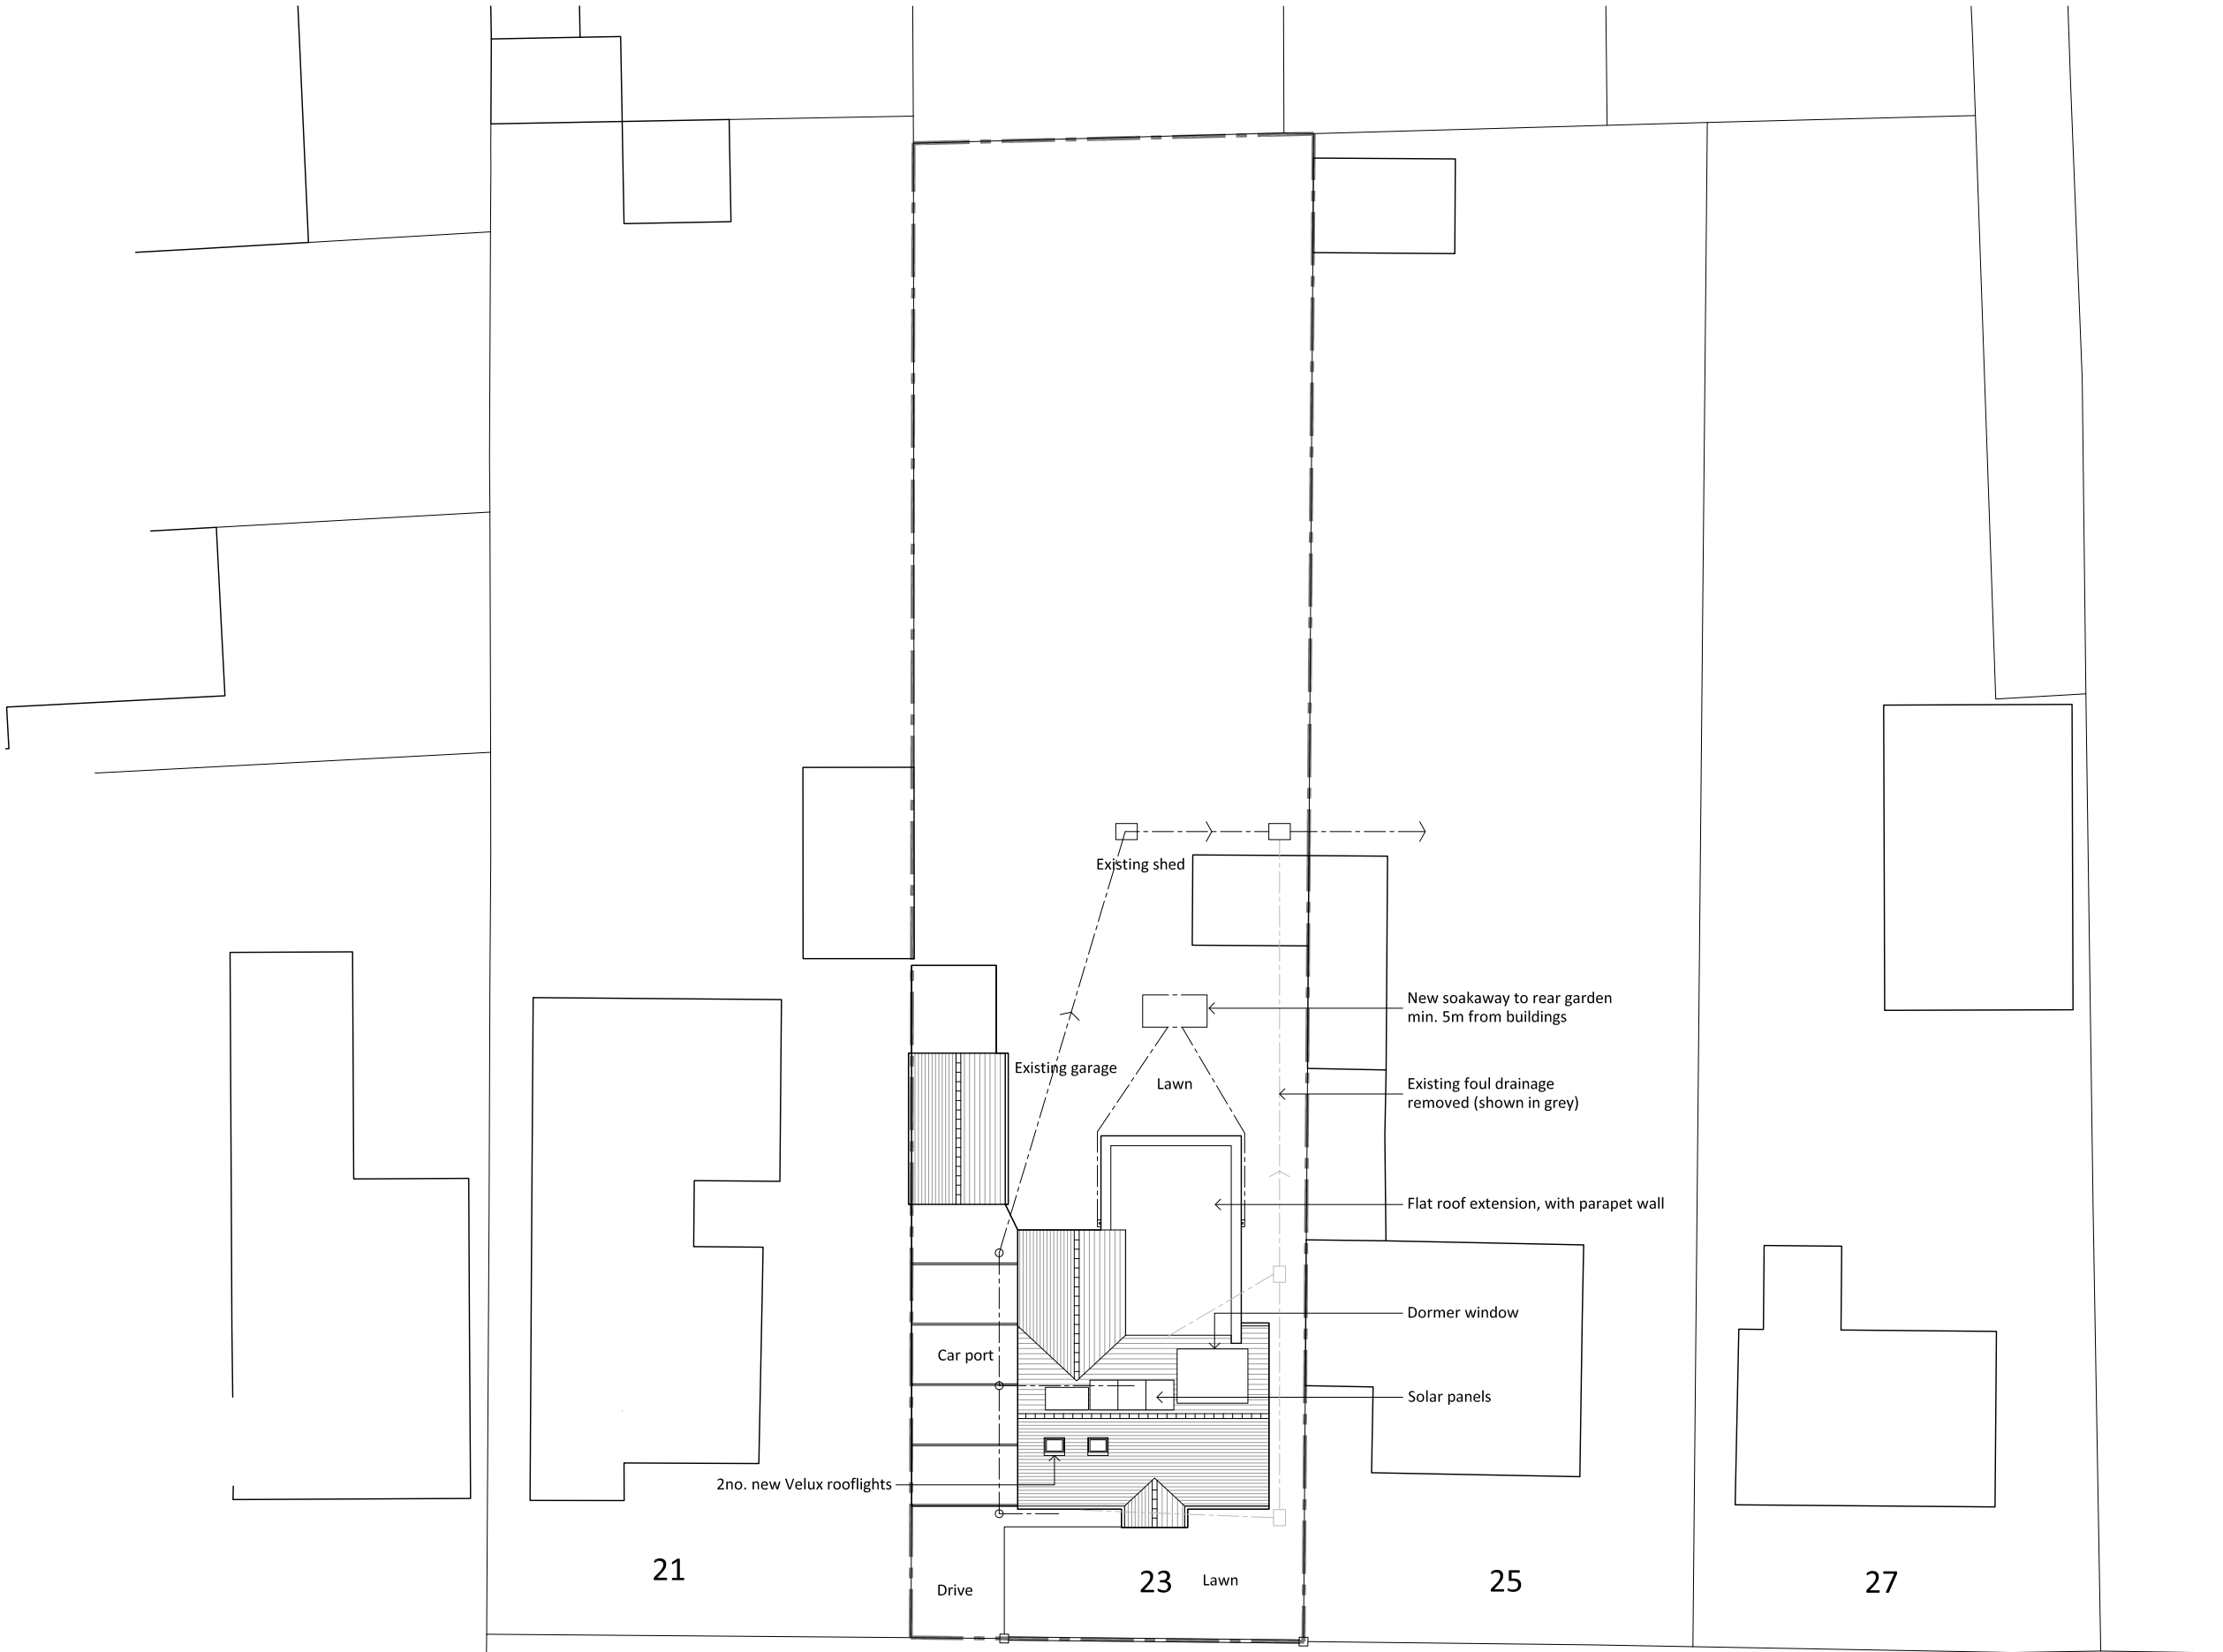 Existing shed
New soakaway to rear garden
min. 5m from buildings
Existing garage
Lawn
Existing foul drainage
removed (shown in grey)
Flat roof extension, with parapet wall
Dormer window
Car port
Solar panels
2no. new Velux rooflights
21
23
Lawn
25
27
Drive